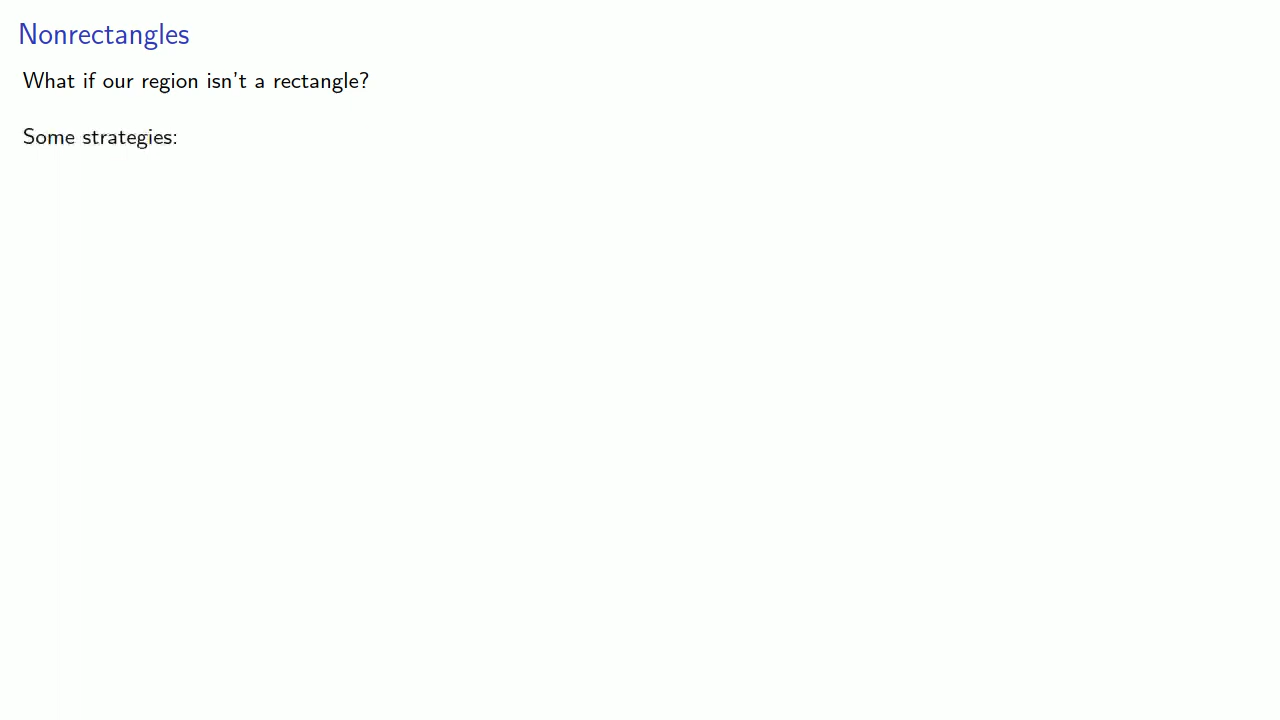 Nonrectangles
What if our region isn't a rectangle?
Some strategies: